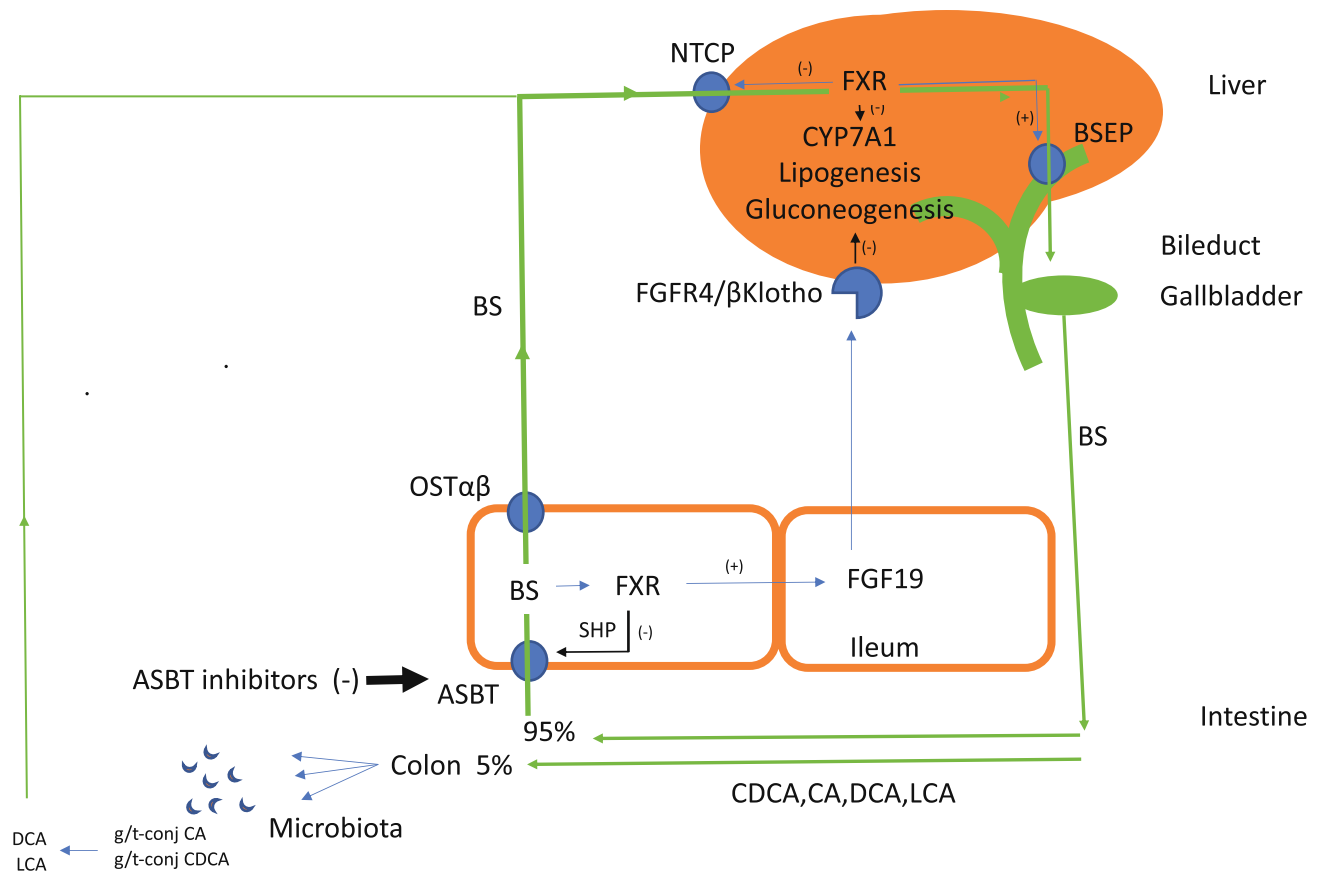 NTCP
(-)
FXR
Liver
(-)
(+)
CYP7A1
BSEP
Lipogenesis
Gluconeogenesis
(-)
Bileduct
FGFR4/βKlotho
Gallbladder
BS
BS
OSTαβ
BS
FXR
(+)
FGF19
SHP
(-)
Ileum
ASBT inhibitors (-)
ASBT
Intestine
95%
Colon 5%
CDCA,CA,DCA,LCA
Microbiota
DCA
LCA
g/t-conj CA
g/t-conj CDCA